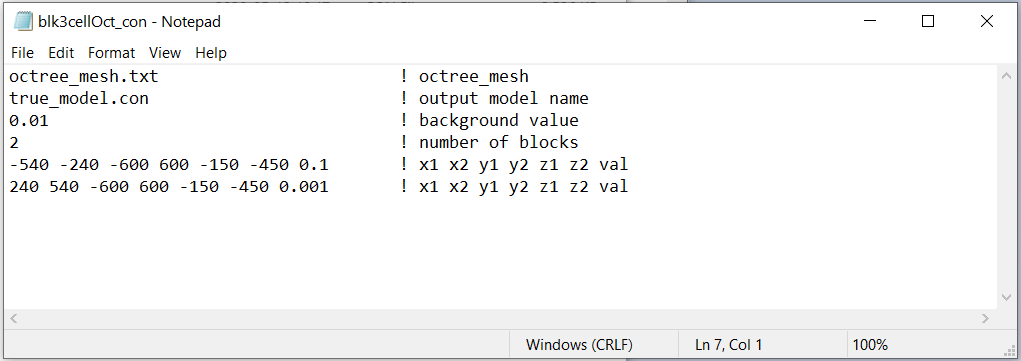 blk3cellOct_con - Notepad
File Edit Format View Help
octree_mesh.txt ! octree_mesh
true_model.con ! output model name
0.01 ! background value
2 ! number of blocks
-540 -240 -600 600 -150 -450 0.1 ! x1 x2 y1 y2 z1 z2 val
240 540 -600 600 -150 -450 0.001 ! x1 x2 y1 y2 z1 z2 val
Windows (CRLF) Ln 7, Col 1 100%